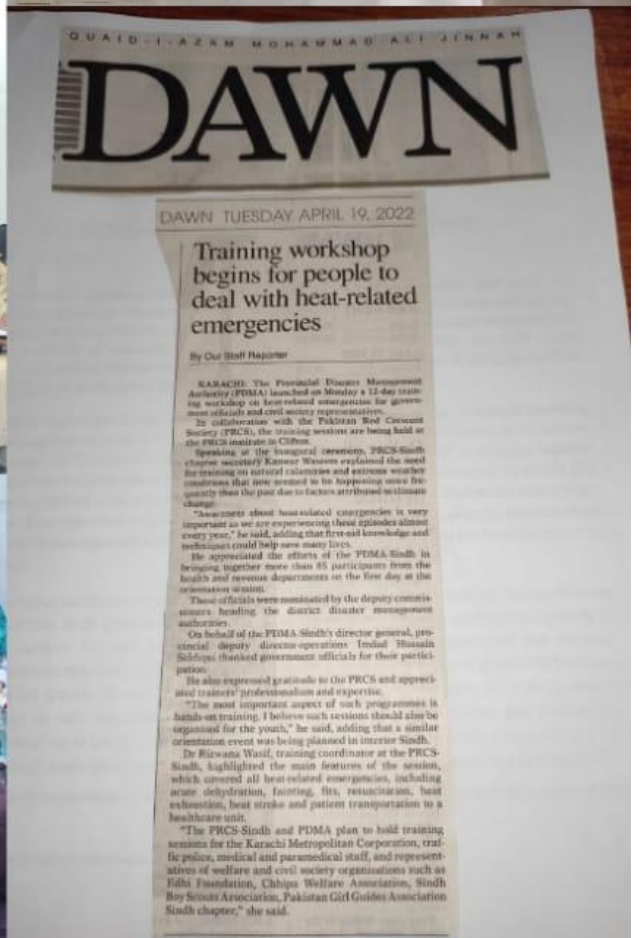 QUAID-I-AZAM MOHAMMAD ALI JINNAH
DAWN
DAWN TUESDAY APRIL 19, 2022
Training workshop
begins for people to
deal with heat-related
emergencies
By Our Staff Reporter
KARACHI: The Provincial Disaster Management
Authority (PDMA) launched on Monday a 12-day train-
ing workshop on heat-related emergencies for govern-
ment officials and civil society representatives.
In collaboration with the Pakistan Red Crescent
Society (PRCS), the training sessions are being held at
the PRCS institute in Clifton.
Speaking at the inaugural ceremony, PRCS-Sindh
chapter secretary Kanwar Waseem explained the need
for training on natural calamities and extreme weather
conditions that now seemed to be happening more fre-
quently than the past due to factors attributed to climate
change.
"Awareness about heat-related emergencies is very
important as we are experiencing these episodes almost
every year," he said, adding that first-aid knowledge and
techniques could help save many lives.
He appreciated the efforts of the PDMA-Sindh in
bringing together more than 65 participants from the
health and revenue departments on the first day at the
orientation session.
These officials were nominated by the deputy commis-
sioners heading the district disaster management
authorities.
On behalf of the PDMA-Sindh's director general, pro-
vincial deputy director-operations Imdad Hussain
Siddiqui thanked government officials for their partici-
pation.
He also expressed gratitude to the PRCS and appreci-
ated trainers' professionalism and expertise.
"The most important aspect of such programmes is
hands-on training. I believe such sessions should also be
organised for the youth," he said, adding that a similar
orientation event was being planned in interior Sindh.
Dr Rizwana Wasif, training coordinator at the PRCS-
Sindh, highlighted the main features of the session,
which covered all heat-related emergencies, including
acute dehydration, fainting, fits, resuscitation, heat
exhaustion, heat stroke and patient transportation to a
healthcare unit.
"The PRCS-Sindh and PDMA plan to hold training
sessions for the Karachi Metropolitan Corporation, traf-
fic police, medical and paramedical staff, and represent-
atives of welfare and civil society organisations such as
Edhi Foundation, Chhipa Welfare Association, Sindh
Boy Scouts Association, Pakistan Girl Guides Association
Sindh chapter," she said.